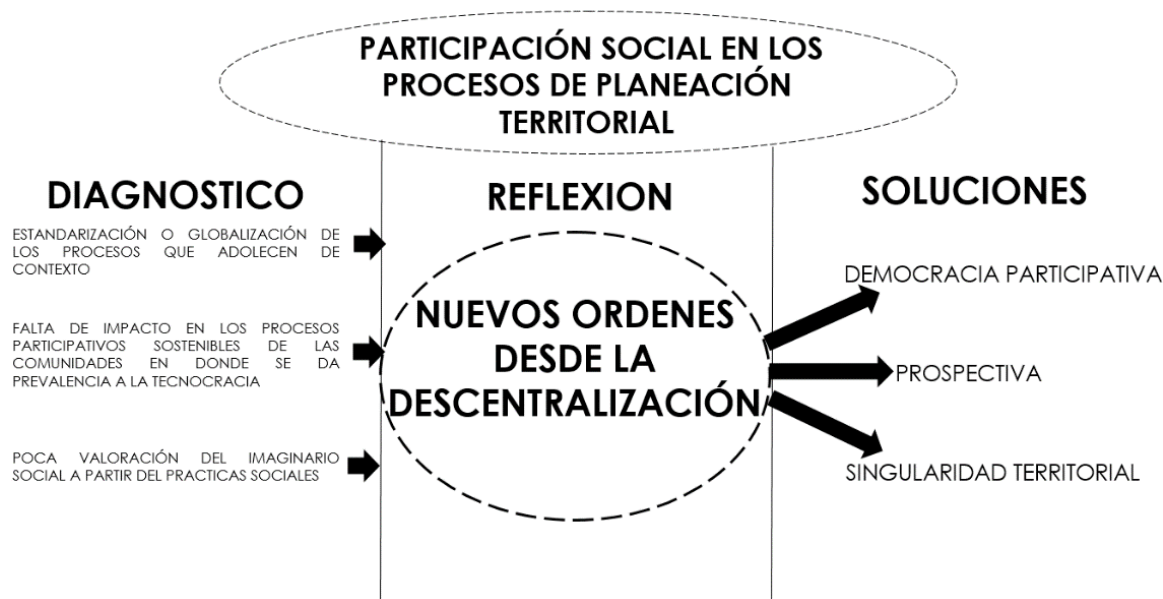 PARTICIPACIÓN SOCIAL EN LOS
PROCESOS DE PLANEACIÓN
TERRITORIAL
DIAGNOSTICO
ESTANDARIZACIÓN O GLOBALIZACIÓN DE
LOS PROCESOS QUE ADOLECEN DE
CONTEXTO
FALTA DE IMPACTO EN LOS PROCESOS
PARTICIPATIVOS SOSTENIBLES DE LAS
COMUNIDADES EN DONDE SE DA
PREVALENCIA A LA TECNOCRACIA
POCA VALORACIÓN DEL IMAGINARIO
SOCIAL A PARTIR DEL PRACTICAS SOCIALES
REFLEXION
NUEVOS ORDENES
DESDE LA
DESCENTRALIZACIÓN
SOLUCIONES
DEMOCRACIA PARTICIPATIVA
PROSPECTIVA
SINGULARIDAD TERRITORIAL